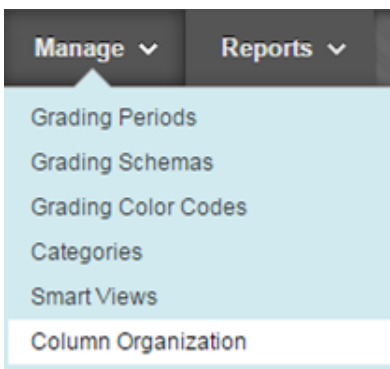 Manage Reports
Grading Periods
Grading Schemas
Grading Color Codes
Categories
Smart Views
Column Organization